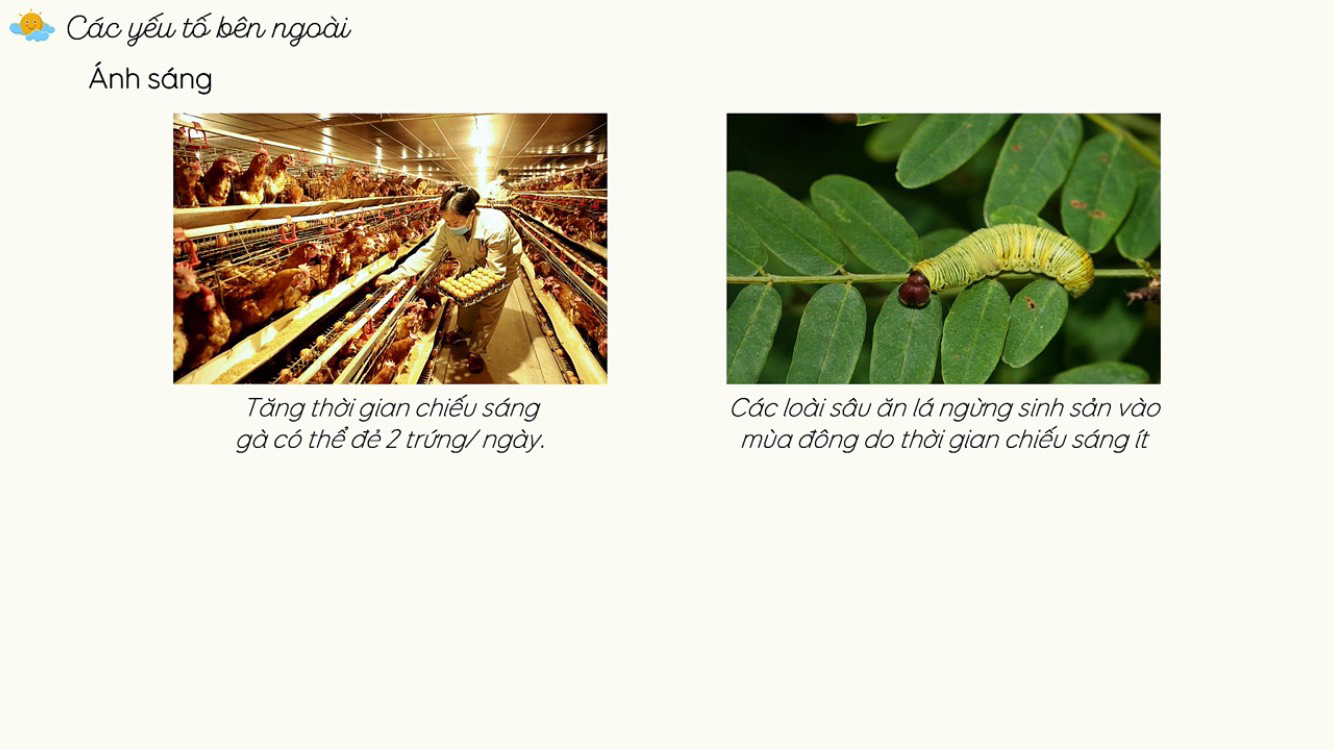 Các yếu tố bên ngoài
Ánh sáng
Tăng thời gian chiếu sáng
gà có thể đẻ 2 trứng/ ngày.
Các loài sâu ăn lá ngừng sinh sản vào
mùa đông do thời gian chiếu sáng ít